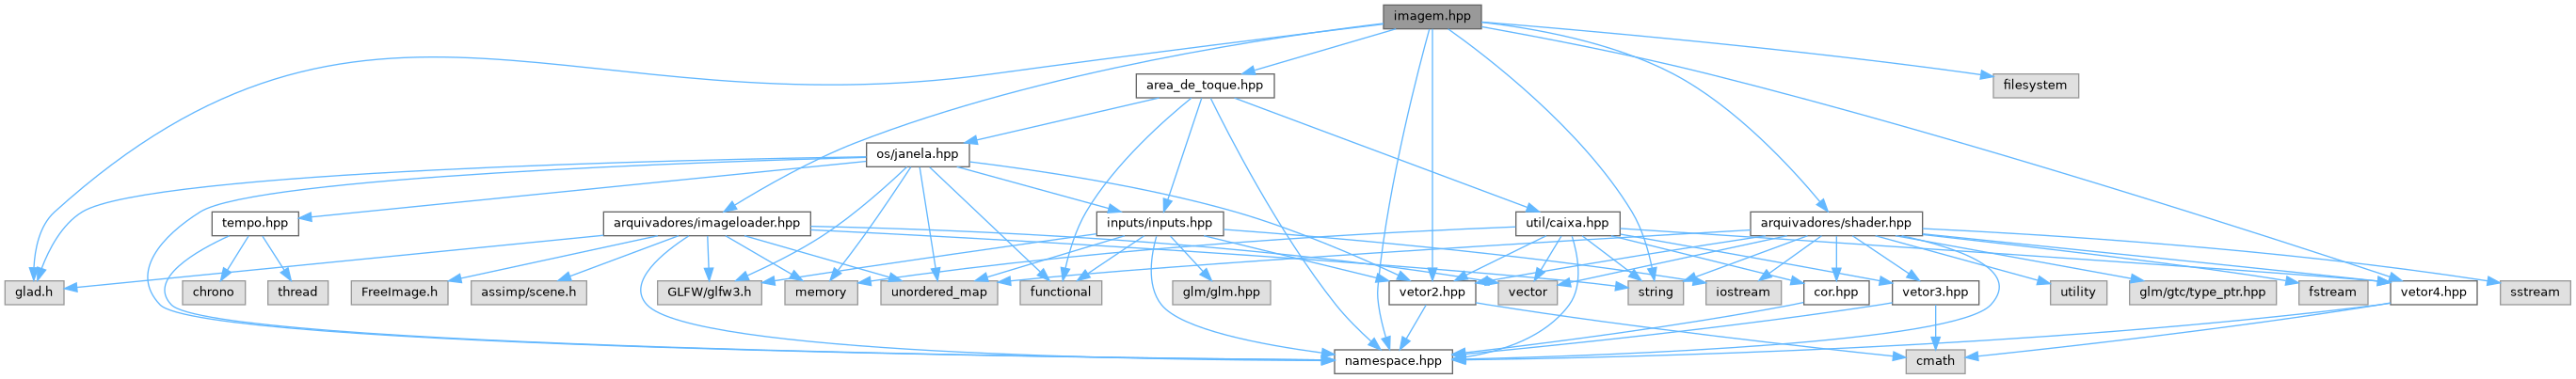 imagem.hpp
area_de_toque.hpp
filesystem
os/janela.hpp
tempo.hpp
arquivadores/imageloader.hpp
inputs/inputs.hpp
util/caixa.hpp
arquivadores/shader.hpp
glad.h
chrono
thread
FreeImage.h
assimp/scene.h
GLFW/glfw3.h
memory
unordered_map
functional
glm/glm.hpp
vetor2.hpp
vector
string
iostream
cor.hpp
vetor3.hpp
utility
glm/gtc/type_ptr.hpp
fstream
vetor4.hpp
sstream
namespace.hpp
cmath